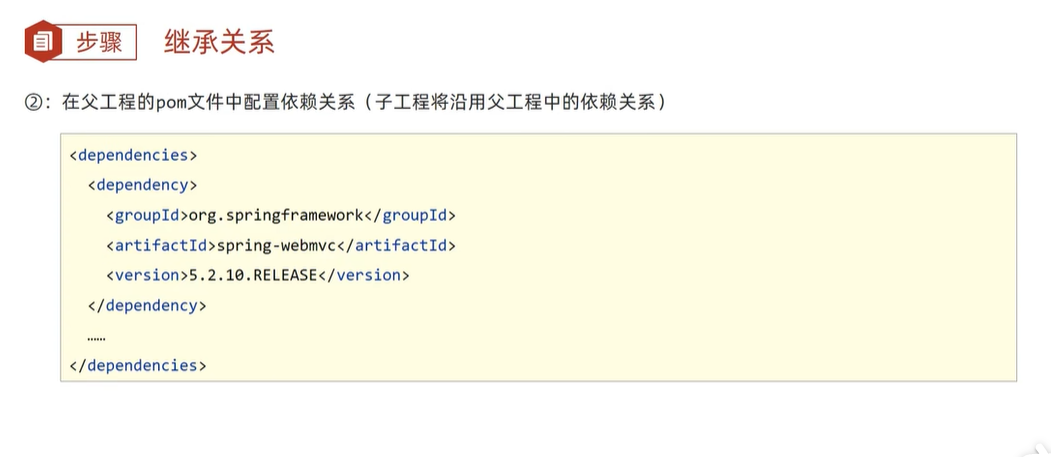 步骤 继承关系
②：在父工程的pom文件中配置依赖关系（子工程将沿用父工程中的依赖关系）
<dependencies>
<dependency>
<groupId>org.springframework</groupId>
<artifactId>spring-webmvc</artifactId>
<version>5.2.10.RELEASE</version>
</dependency>
……
</dependencies>